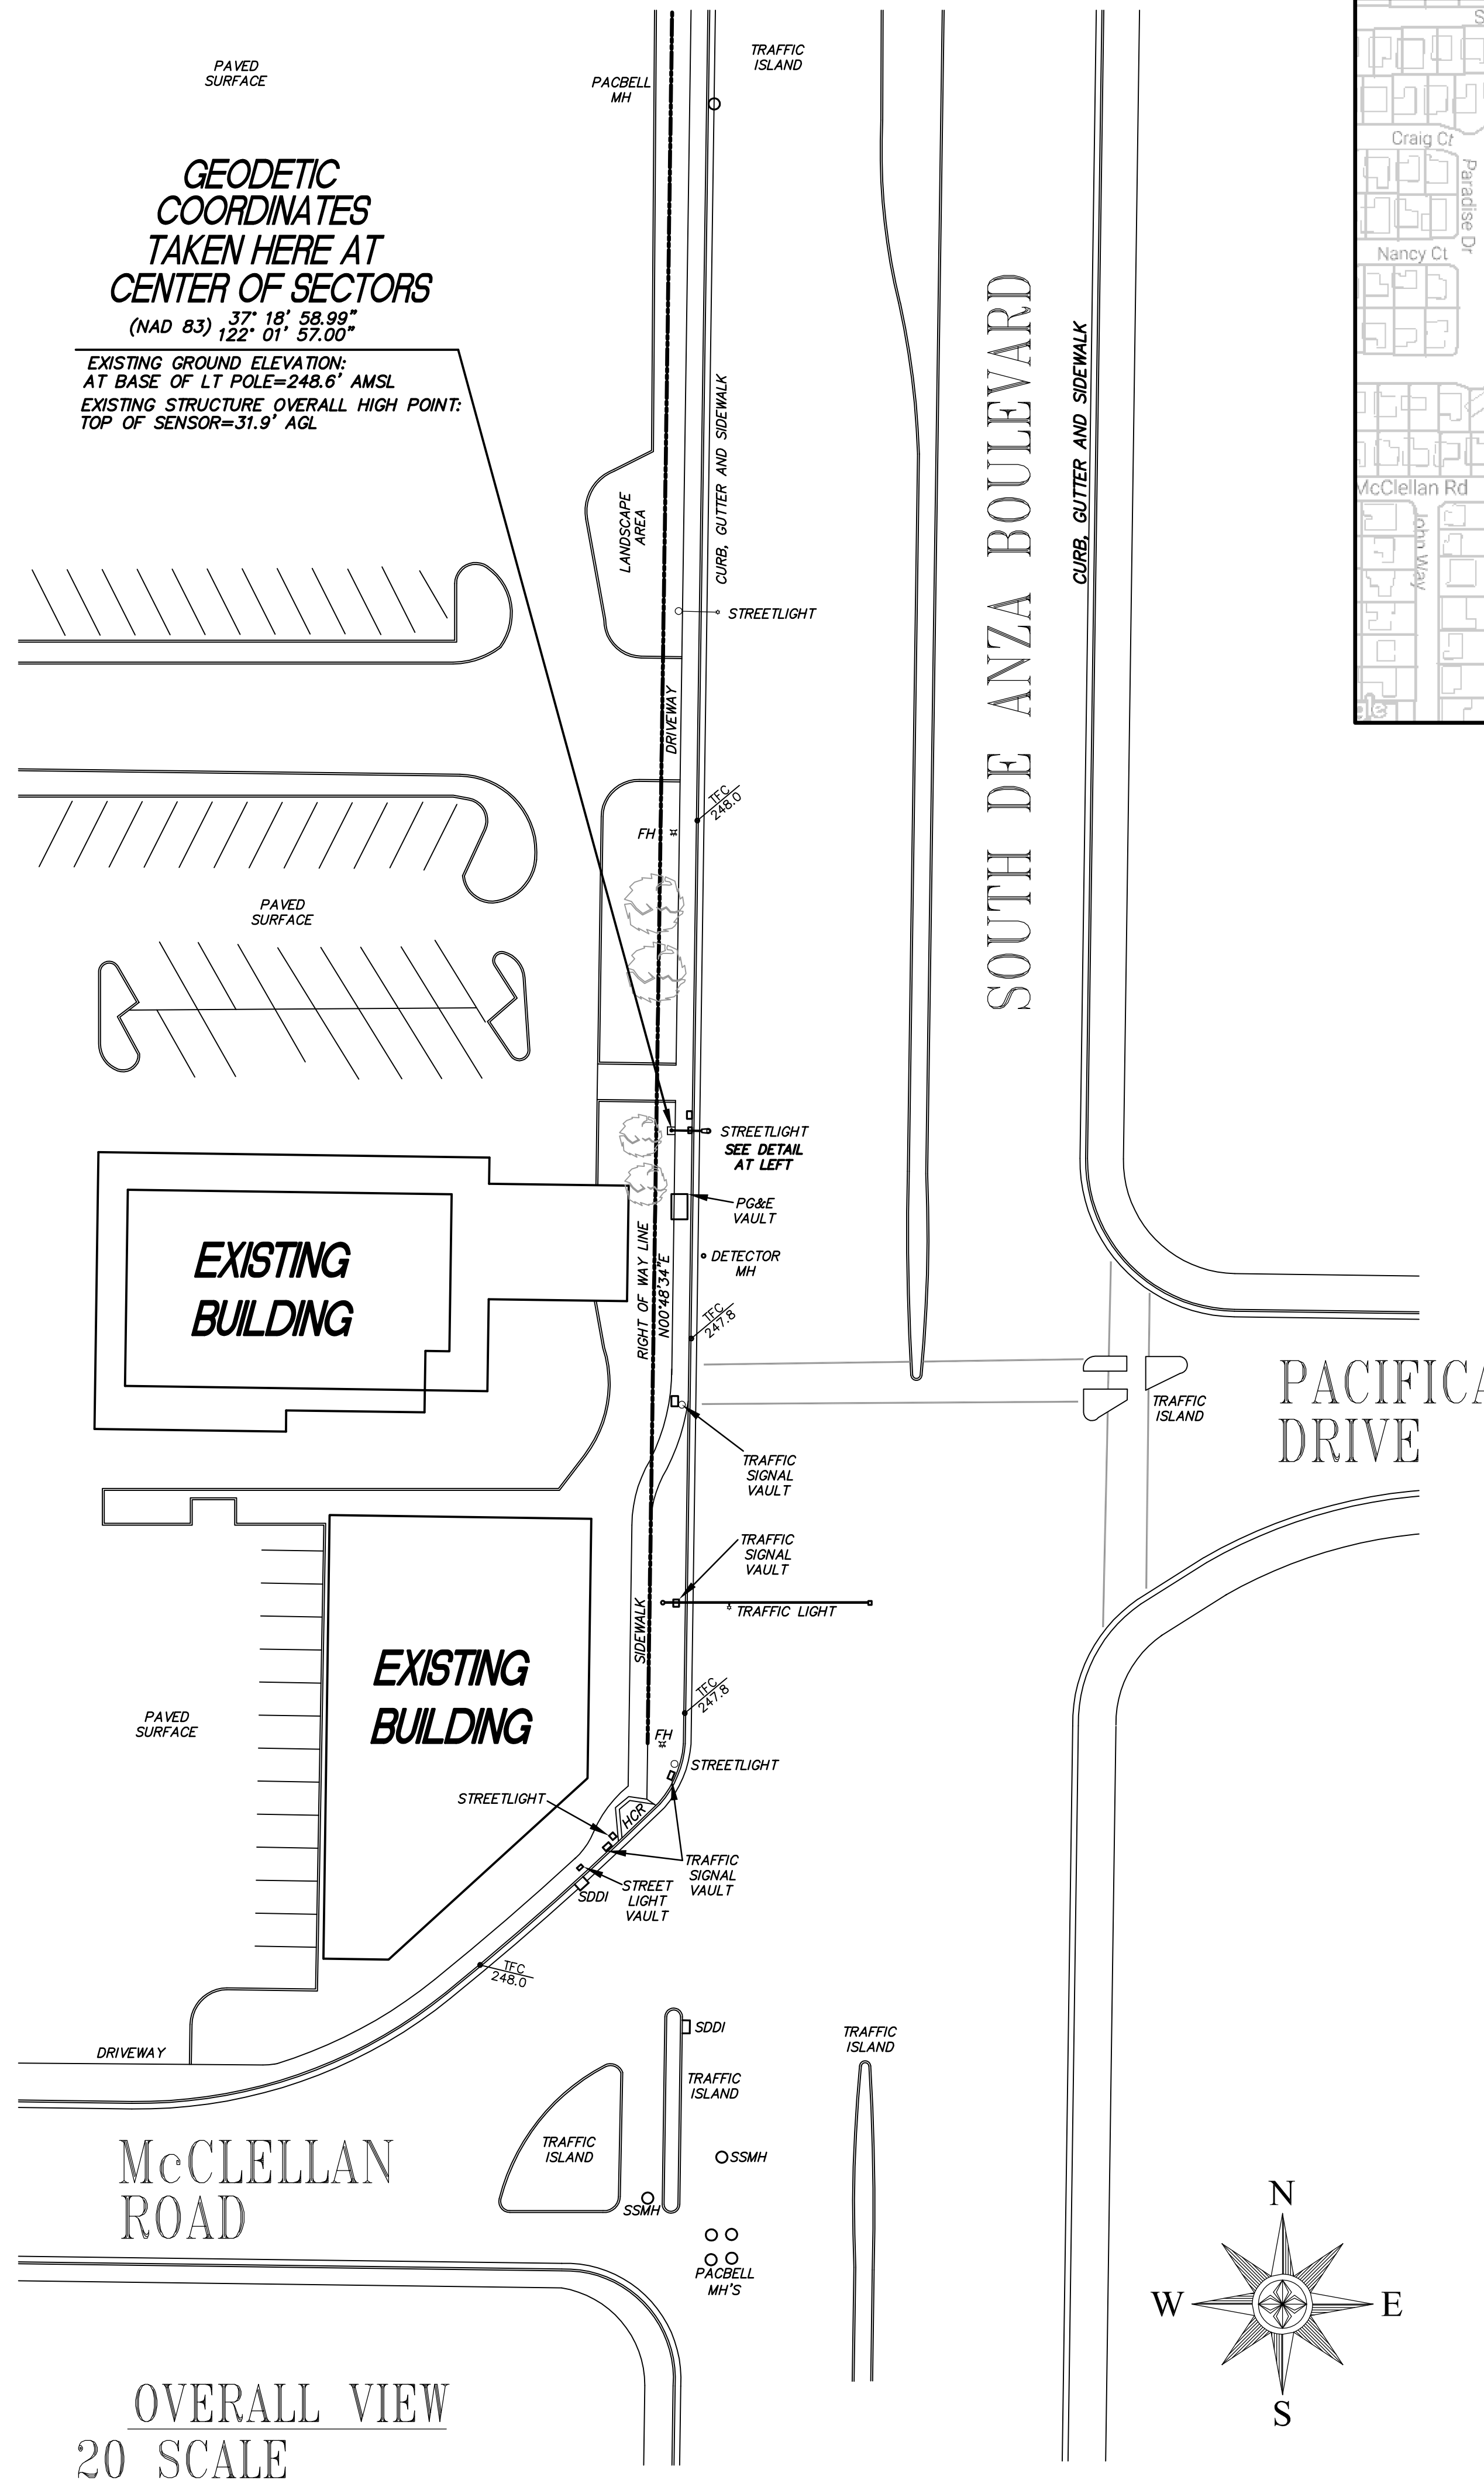 PAVED
SURFACE
PACBELL
MH
TRAFFIC
ISLAND
GEODETIC
COORDINATES
TAKEN HERE AT
CENTER OF SECTORS
(NAD 83) 37° 18' 58.99"
122° 01' 57.00"
EXISTING GROUND ELEVATION:
AT BASE OF LT POLE=248.6' AMSL
EXISTING STRUCTURE OVERALL HIGH POINT:
TOP OF SENSOR=31.9' AGL
Craig Ct
Paradise Dr
Nancy Ct
McClellan Rd
John Way
gle
LANDSCAPE
AREA
CURB, GUTTER AND SIDEWALK
SOUTH DE ANZA BOULEVARD
CURB, GUTTER AND SIDEWALK
STREETLIGHT
DRIVEWAY
TFC
248.0
FH
PAVED
SURFACE
STREETLIGHT
SEE DETAIL
AT LEFT
PG&E
VAULT
DETECTOR
MH
RIGHT OF WAY LINE
N00°48'34"E
TFC
247.8
EXISTING
BUILDING
PACIFICA
DRIVE
TRAFFIC
ISLAND
TRAFFIC
SIGNAL
VAULT
TRAFFIC
SIGNAL
VAULT
TRAFFIC LIGHT
SIDEWALK
EXISTING
BUILDING
PAVED
SURFACE
TFC
247.8
FH
STREETLIGHT
STREETLIGHT
HCR
TRAFFIC
SIGNAL
VAULT
STREET
LIGHT
VAULT
SDDI
TFC
248.0
DRIVEWAY
SDDI
TRAFFIC
ISLAND
TRAFFIC
ISLAND
TRAFFIC
ISLAND
SSMH
SSMH
PACBELL
MH'S
McCLELLAN
ROAD
N
W
E
S
OVERALL VIEW
20 SCALE